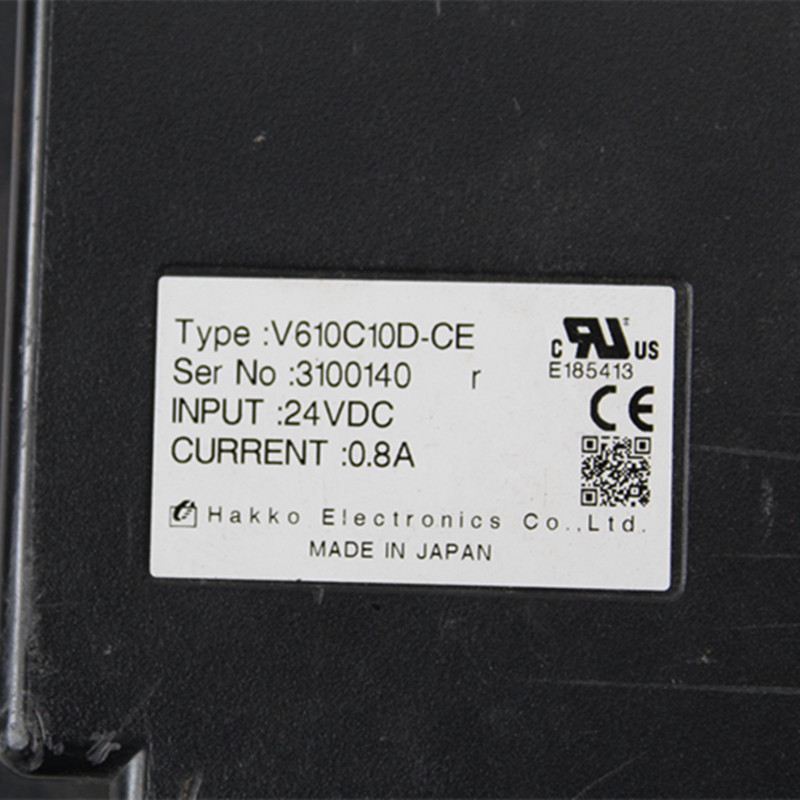 Type :V610C10D-CE
Ser No :3100140 r
INPUT :24VDC
CURRENT :0.8A
C RU ® US
E185413
CE
Hakko Electronics Co.,Ltd.
MADE IN JAPAN